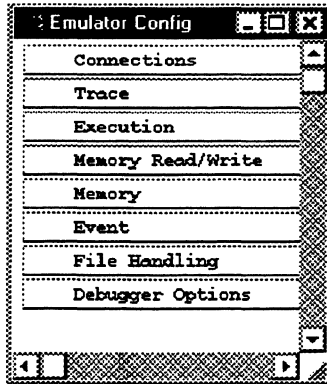 Emulator Config
Connections
Trace
Execution
Memory Read/Write
Memory
Event
File Handling
Debugger Options